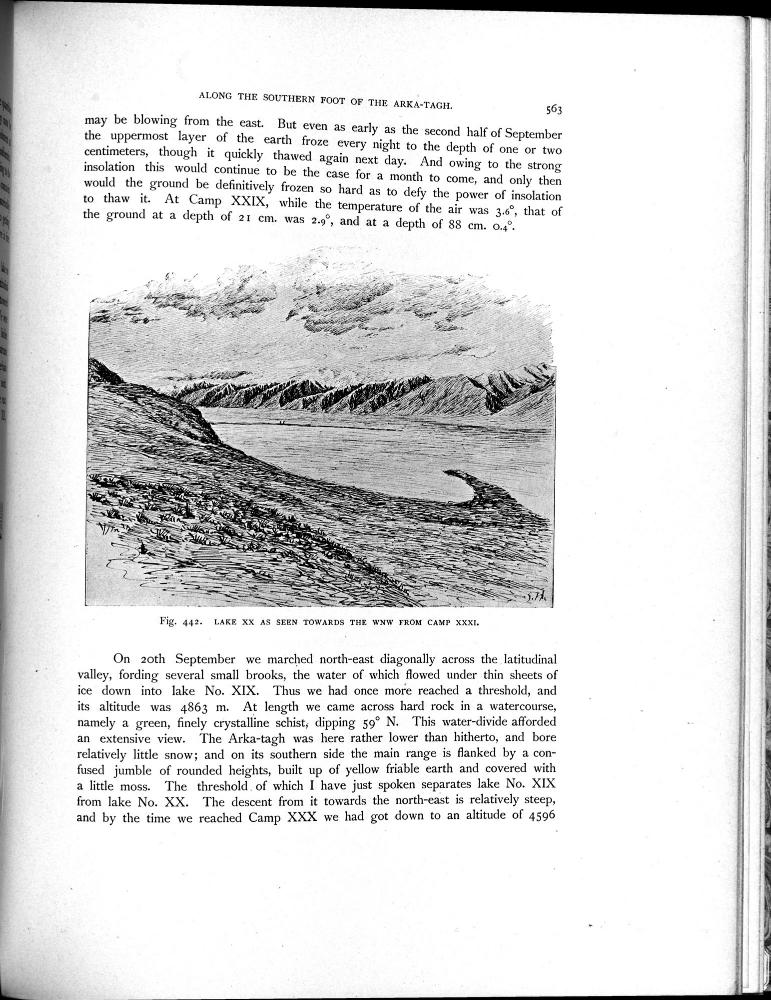 ALONG THE SOUTHERN FOOT OF THE ARKA-TAGH.
563
may be blowing from the east. But even as early as the second half of September
the uppermost layer of the earth froze every night to the depth of one or two
centimeters, though it quickly thawed again next day. And owing to the strong
insolation this would continue to be the case for a month to come, and only then
would the ground be definitively frozen so hard as to defy the power of insolation
to thaw it. At Camp XXIX, while the temperature of the air was 3.6°, that of
the ground at a depth of 21 cm. was 2.9°, and at a depth of 88 cm. 0.4°.
S.H.
Fig. 442. LAKE XX AS SEEN TOWARDS THE WNW FROM CAMP XXXI.
On 20th September we marched north-east diagonally across the latitudinal
valley, fording several small brooks, the water of which flowed under thin sheets of
ice down into lake No. XIX. Thus we had once more reached a threshold, and
its altitude was 4863 m. At length we came across hard rock in a watercourse,
namely a green, finely crystalline schist, dipping 59° N. This water-divide afforded
an extensive view. The Arka-tagh was here rather lower than hitherto, and bore
relatively little snow; and on its southern side the main range is flanked by a con-
fused jumble of rounded heights, built up of yellow friable earth and covered with
a little moss. The threshold of which I have just spoken separates lake No. XIX
from lake No. XX. The descent from it towards the north-east is relatively steep,
and by the time we reached Camp XXX we had got down to an altitude of 4596